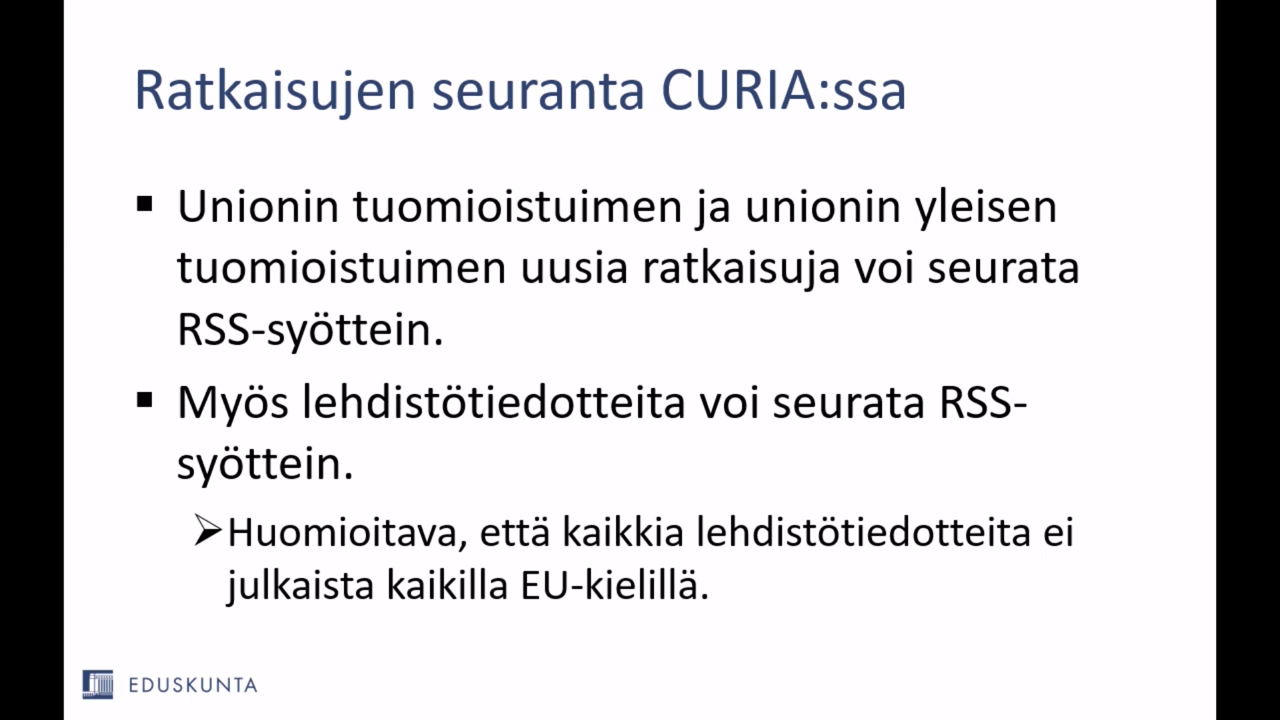 Ratkaisujen seuranta CURIA:ssa
▪ Unionin tuomioistuimen ja unionin yleisen
tuomioistuimen uusia ratkaisuja voi seurata
RSS-syöttein.
▪ Myös lehdistötiedotteita voi seurata RSS-
syöttein.
➢Huomioitava, että kaikkia lehdistötiedotteita ei
julkaista kaikilla EU-kielillä.
EDUSKUNTA